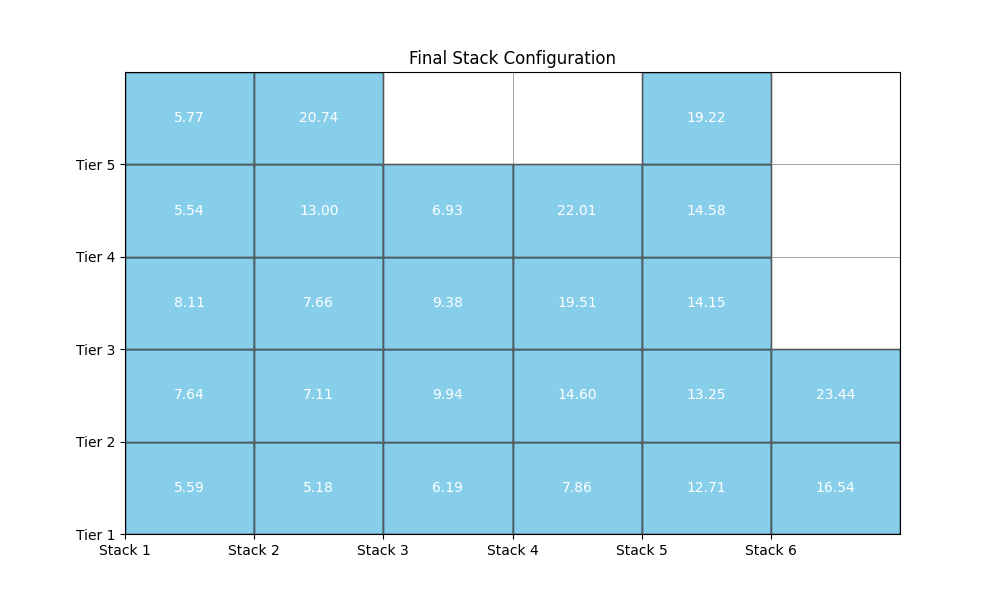 Final Stack Configuration
5.77 20.74 19.22
Tier 5
5.54 13.00 6.93 22.01 14.58
Tier 4
8.11 7.66 9.38 19.51 14.15
Tier 3
7.64 7.11 9.94 14.60 13.25 23.44
Tier 2
5.59 5.18 6.19 7.86 12.71 16.54
Tier 1
Stack 1 Stack 2 Stack 3 Stack 4 Stack 5 Stack 6